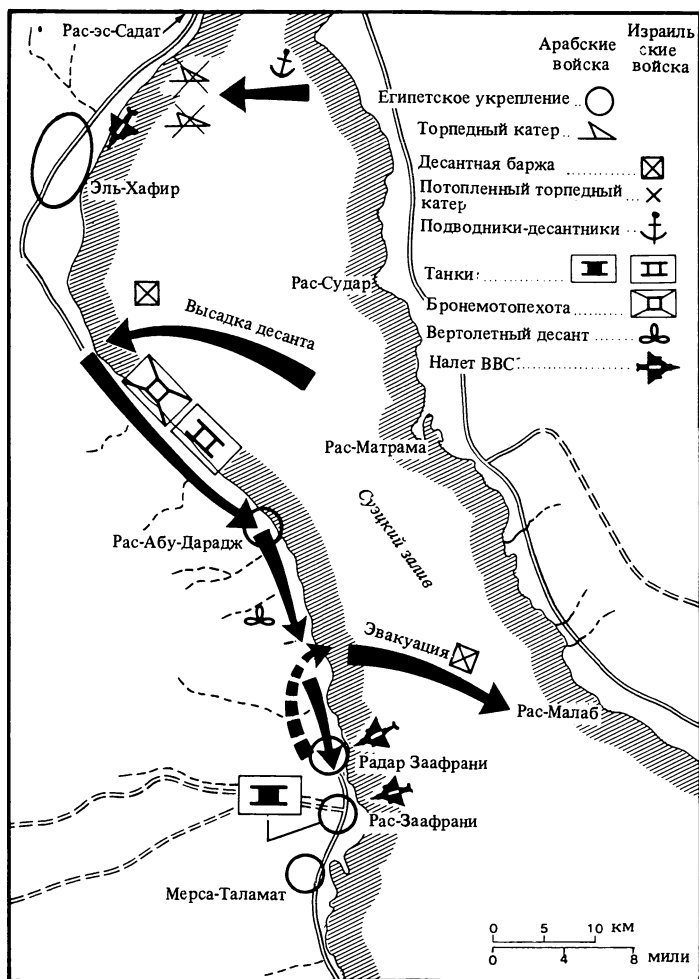 Рас-эс-Садат
Арабские войска
Израиль ские войска
Египетское укрепление
Торпедный катер
Десантная баржа
Потопленный торпедный
катер
Подводники-десантники
Танки
Бронемотопехота
Вертолетный десант
Налет ВВС
Эль-Хафир
Рас-Судар
Высадка десанта
Рас-Матрама
Суэцкий залив
Рас-Абу-Дарадж
Эвакуация
Рас-Малаб
Радар Заафрани
Рас-Заафрани
Мерса-Таламат
0 5 10 км
0 4 8 мили